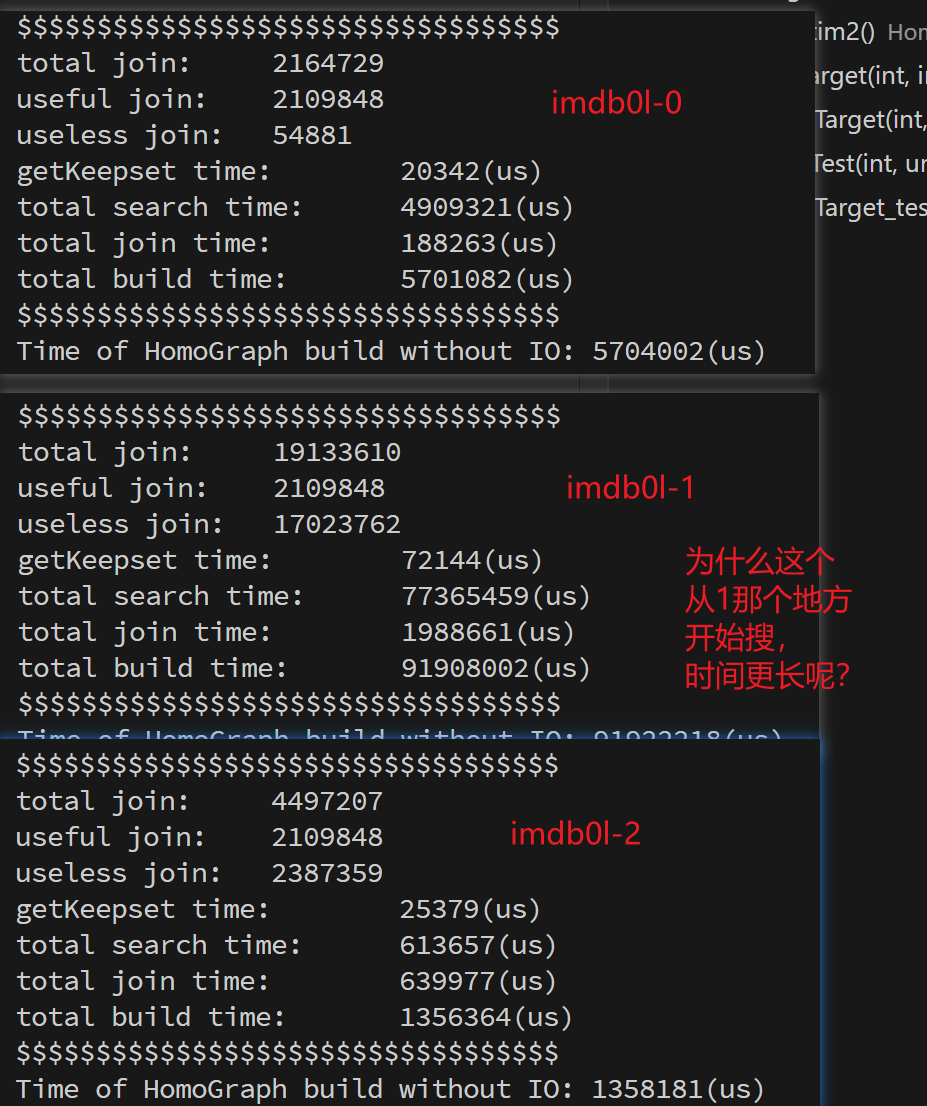 $$$$$$$$$$$$$$$$$$$$$$$$$$$$$$$$$$
total join: 2164729
useful join: 2109848
useless join: 54881
getKeepset time: 20342(us)
total search time: 4909321(us)
total join time: 188263(us)
total build time: 5701082(us)
$$$$$$$$$$$$$$$$$$$$$$$$$$$$$$$$$$
Time of HomoGraph build without IO: 5704002(us)
imdb0l-0
tim2() Hom
arget(int, i
Target(int,
Test(int, un
Target_tes
$$$$$$$$$$$$$$$$$$$$$$$$$$$$$$$$$$
total join: 19133610
useful join: 2109848
useless join: 17023762
getKeepset time: 72144(us)
total search time: 77365459(us)
total join time: 1988661(us)
total build time: 91908002(us)
$$$$$$$$$$$$$$$$$$$$$$$$$$$$$$$$$$
Time of HomoGraph build without IO:
imdb0l-1
为什么这个
从1那个地方
开始搜，
时间更长呢？
$$$$$$$$$$$$$$$$$$$$$$$$$$$$$$$$$$
total join: 4497207
useful join: 2109848
useless join: 2387359
getKeepset time: 25379(us)
total search time: 613657(us)
total join time: 639977(us)
total build time: 1356364(us)
$$$$$$$$$$$$$$$$$$$$$$$$$$$$$$$$$$
Time of HomoGraph build without IO: 1358181(us)
imdb0l-2